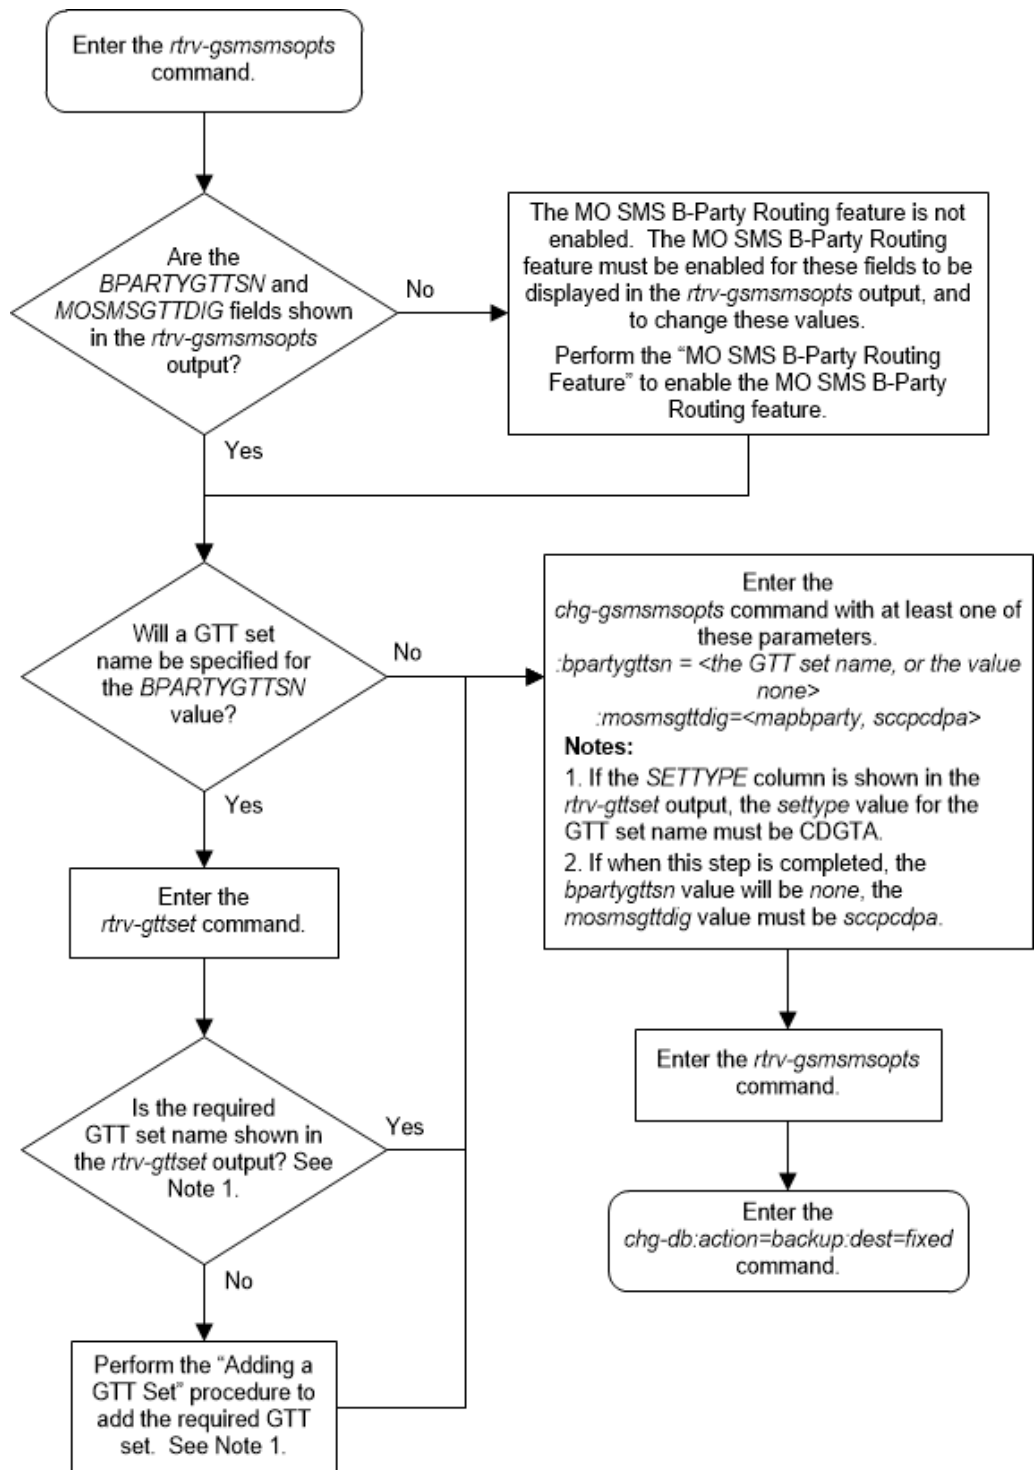 Enter the rtrv-gsmsmsopts
command.
Are the
BPARTYGTTSN and
MOSMSGTTDIG fields shown
in the rtrv-gsmsmsopts
output?
No
The MO SMS B-Party Routing feature is not
enabled. The MO SMS B-Party Routing
feature must be enabled for these fields to be
displayed in the rtrv-gsmsmsopts output, and
to change these values.
Perform the “MO SMS B-Party Routing
Feature” to enable the MO SMS B-Party
Routing feature.
Yes
Will a GTT set
name be specified for
the BPARTYGTTSN
value?
No
Yes
Enter the
rtrv-gttset command.
Is the required
GTT set name shown in
the rtrv-gttset output? See
Note 1.
Yes
No
Perform the “Adding a
GTT Set” procedure to
add the required GTT
set. See Note 1.
Enter the
chg-gsmsmsopts command with at least one of
these parameters.
:bpartygttsn = <the GTT set name, or the value
none>
:mosmsgttdig=<mapbparty, sccpcdpa>
Notes:
1. If the SETTYPE column is shown in the
rtrv-gttset output, the settype value for the
GTT set name must be CDGTA.
2. If when this step is completed, the
bpartygttsn value will be none, the
mosmsgttdig value must be sccpcdpa.
Enter the rtrv-gsmsmsopts
command.
Enter the
chg-db:action=backup:dest=fixed
command.